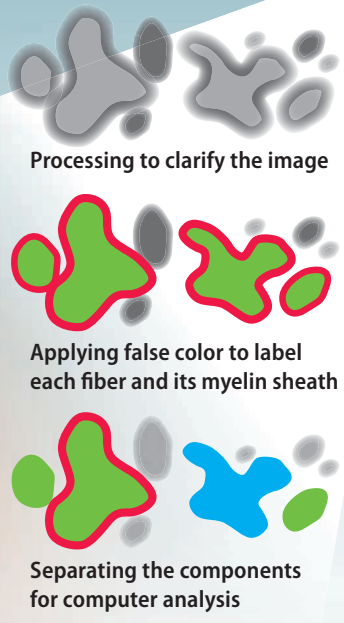 Processing to clarify the image
Applying false color to label
each fiber and its myelin sheath
Separating the components
for computer analysis